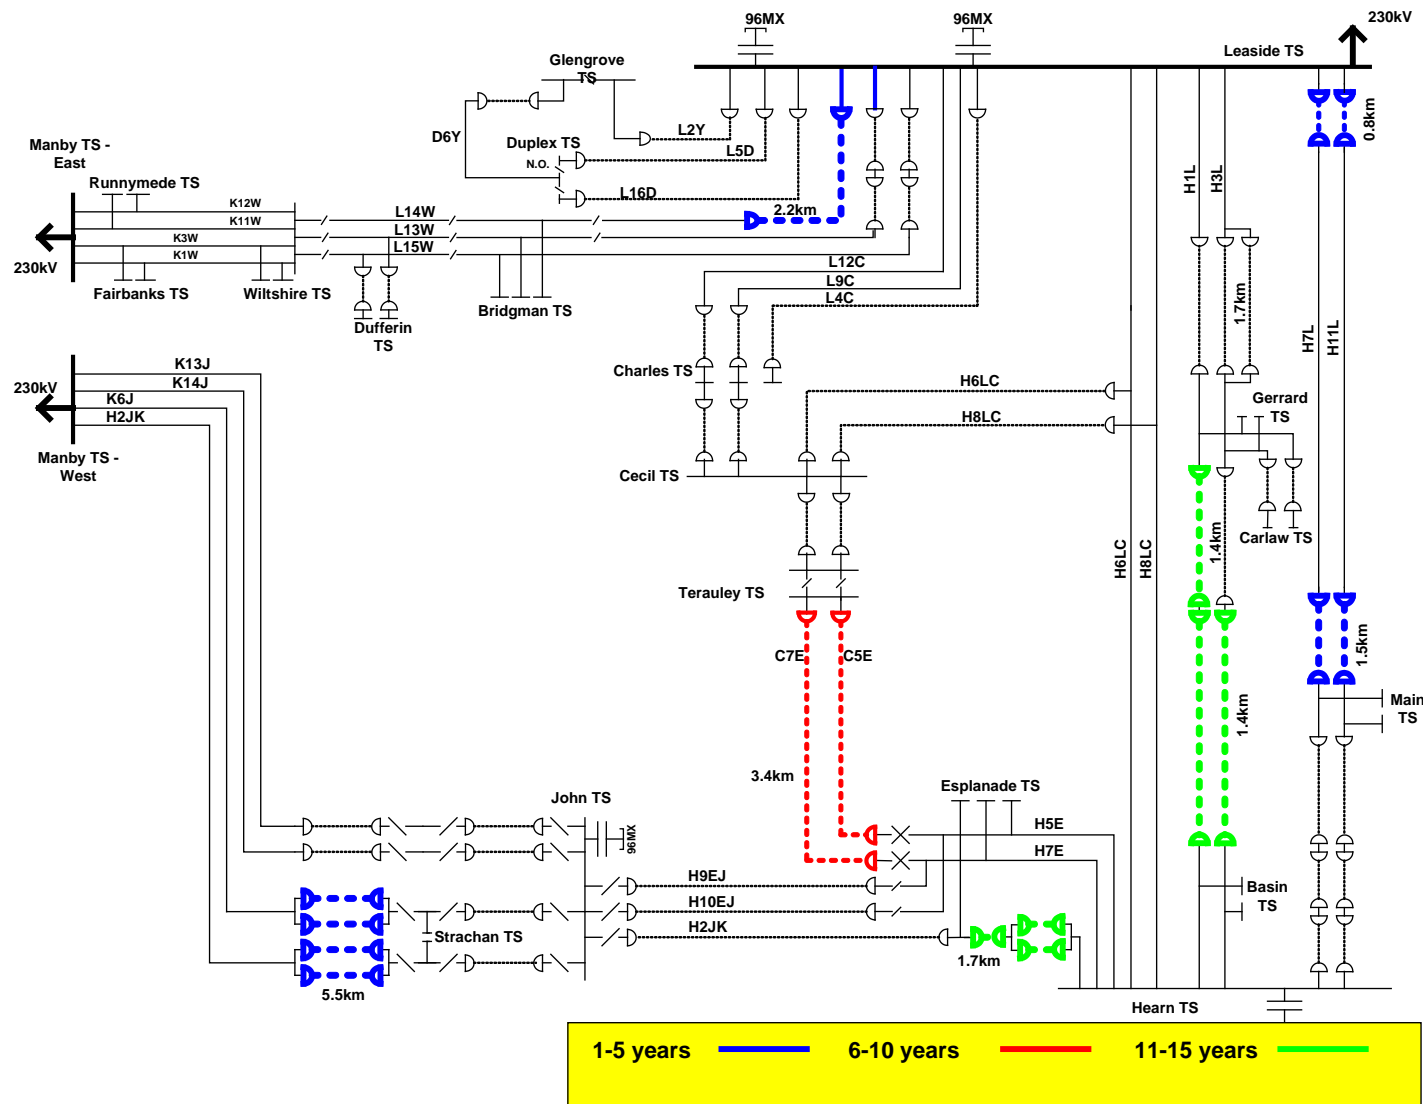 96MX
96MX
230kV
Leaside TS
Glengrove
TS
D6Y
L2Y
Duplex TS
L5D
N.O.
L16D
0.8km
Manby TS -
East
Runnymede TS
K12W
K11W
K3W
K1W
230kV
Fairbanks TS
Wiltshire TS
L14W
L13W
L15W
2.2km
Dufferin
TS
Bridgman TS
L12C
L9C
L4C
H1L
H3L
1.7km
H7L
H11L
230kV
K13J
K14J
K6J
H2JK
Manby TS -
West
Charles TS
H6LC
H8LC
Gerrard
TS
Cecil TS
Carlaw TS
1.4km
H6LC
H8LC
Terauley TS
C7E
C5E
1.5km
Main
TS
1.4km
3.4km
Esplanade TS
John TS
96MX
H5E
H7E
H9EJ
H10EJ
H2JK
Basin
TS
Strachan TS
1.7km
5.5km
Hearn TS
1-5 years
6-10 years
11-15 years